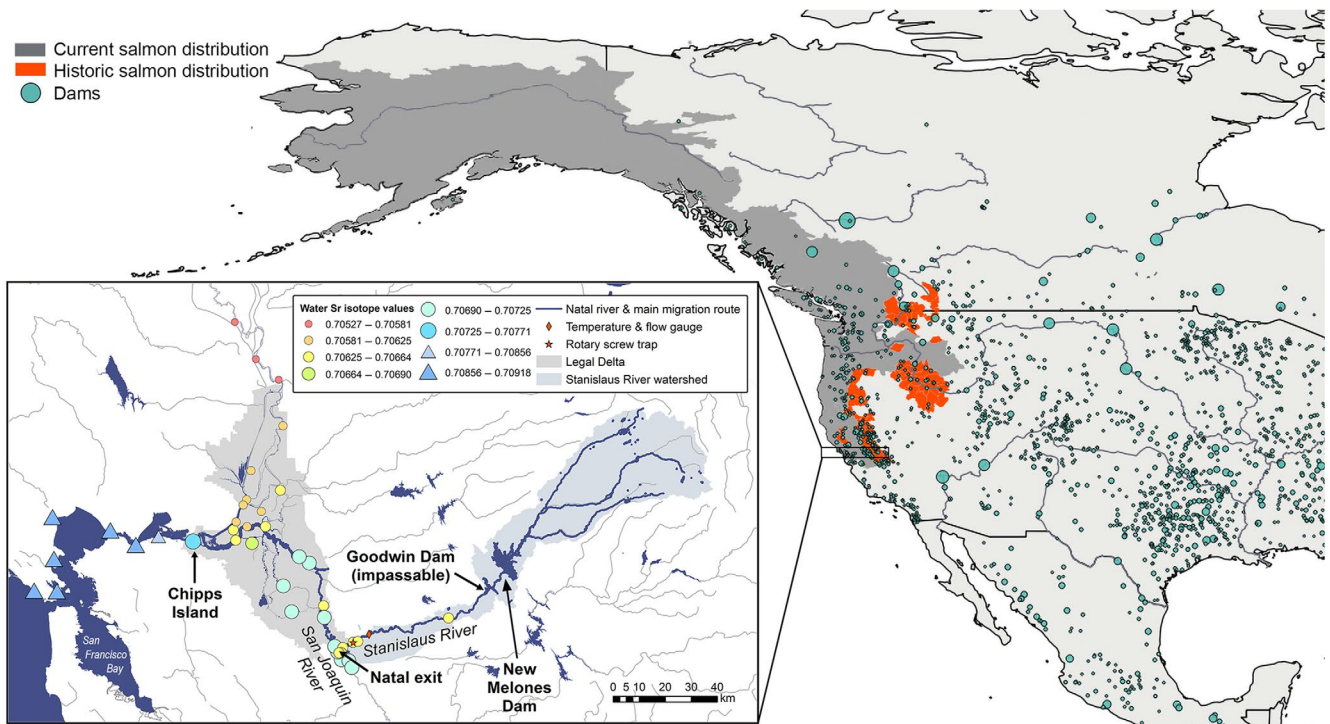 Current salmon distribution
Historic salmon distribution
Dams
Water Sr isotope values
0.70527 – 0.70581
0.70581 – 0.70625
0.70625 – 0.70664
0.70664 – 0.70690
0.70690 – 0.70725
0.70725 – 0.70771
0.70771 – 0.70856
0.70856 – 0.70918
Natal river & main migration route
Temperature & flow gauge
Rotary screw trap
Legal Delta
Stanislaus River watershed
Goodwin Dam
(impassable)
Chipps
Island
San
Francisco
Bay
San Joaquin
River
Stanislaus River
Natal exit
New
Melones
Dam
0 5 10 20 30 40
km